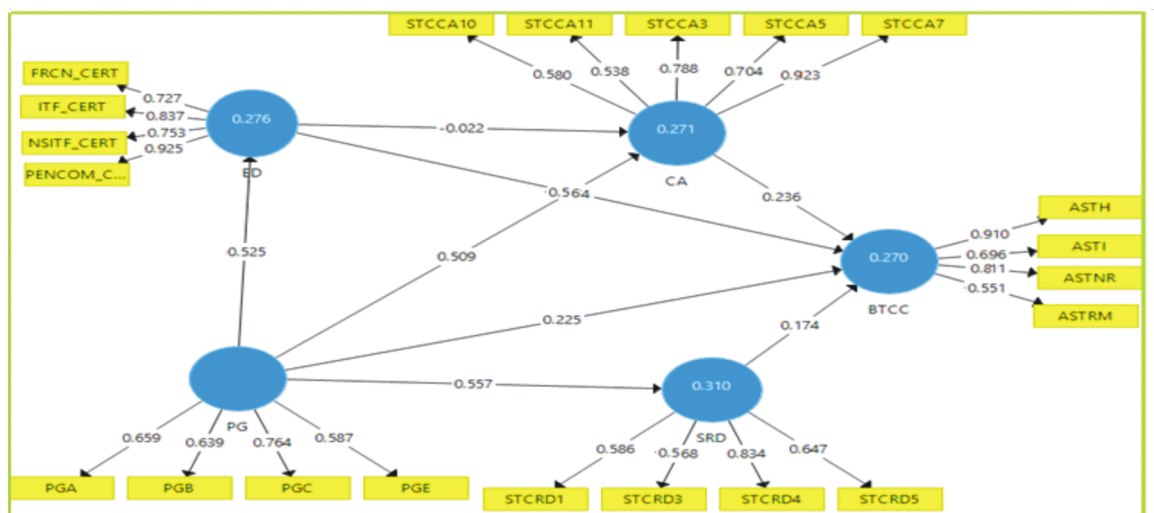 STCCA10 STCCA11 STCCA3 STCCA5 STCCA7
FRCN_CERT
ITF_CERT
NSITF_CERT
PENCOM_C...
0.727
0.837
0.753
0.925
0.276
ED
0.580 0.538 0.788 0.704 0.923
0.271
CA
-0.022
-0.564
0.236
0.525
0.509
0.225
0.557
0.270
BTCC
0.910
0.696
0.811
0.551
ASTH
ASTI
ASTNR
ASTRM
0.174
PG
0.310
SRD
0.659 0.639 0.764 0.587
PGA PGB PGC PGE
0.586 0.568 0.834 0.647
STCRD1 STCRD3 STCRD4 STCRD5